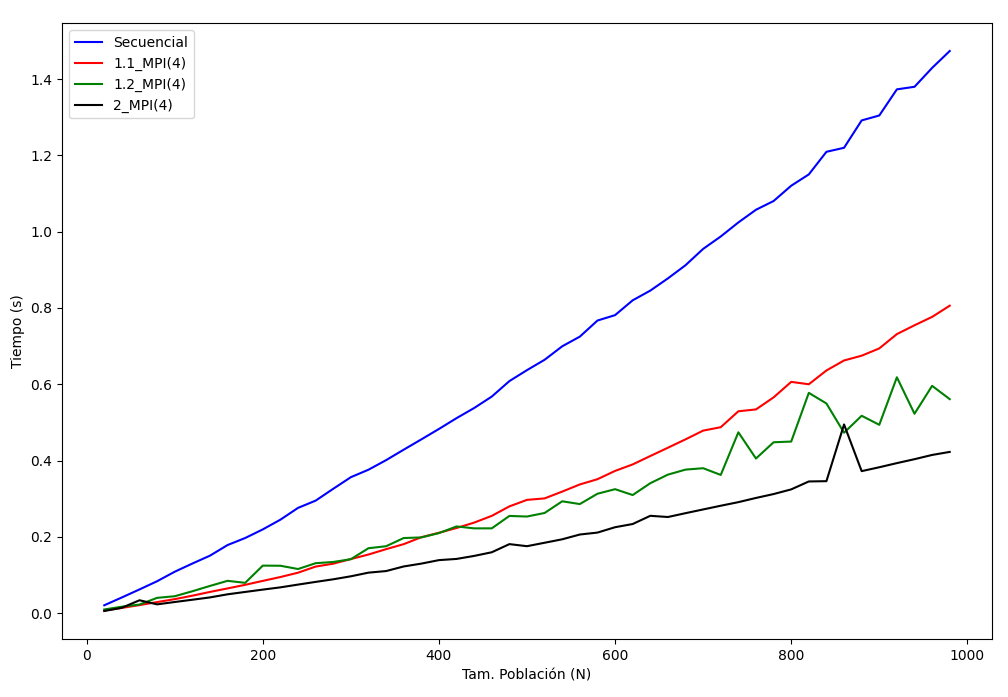 Secuencial
1.1_MPI(4)
1.2_MPI(4)
2_MPI(4)
Tiempo (s)
1.4
1.2
1.0
0.8
0.6
0.4
0.2
0.0
0 200 400 600 800 1000
Tam. Población (N)